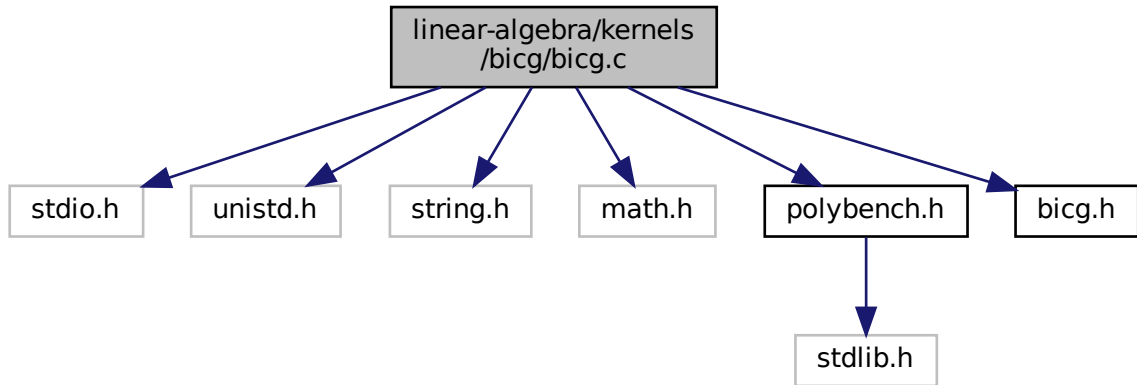 linear-algebra/kernels
/bicg/bicg.c
stdio.h
unistd.h
string.h
math.h
polybench.h
bicg.h
stdlib.h